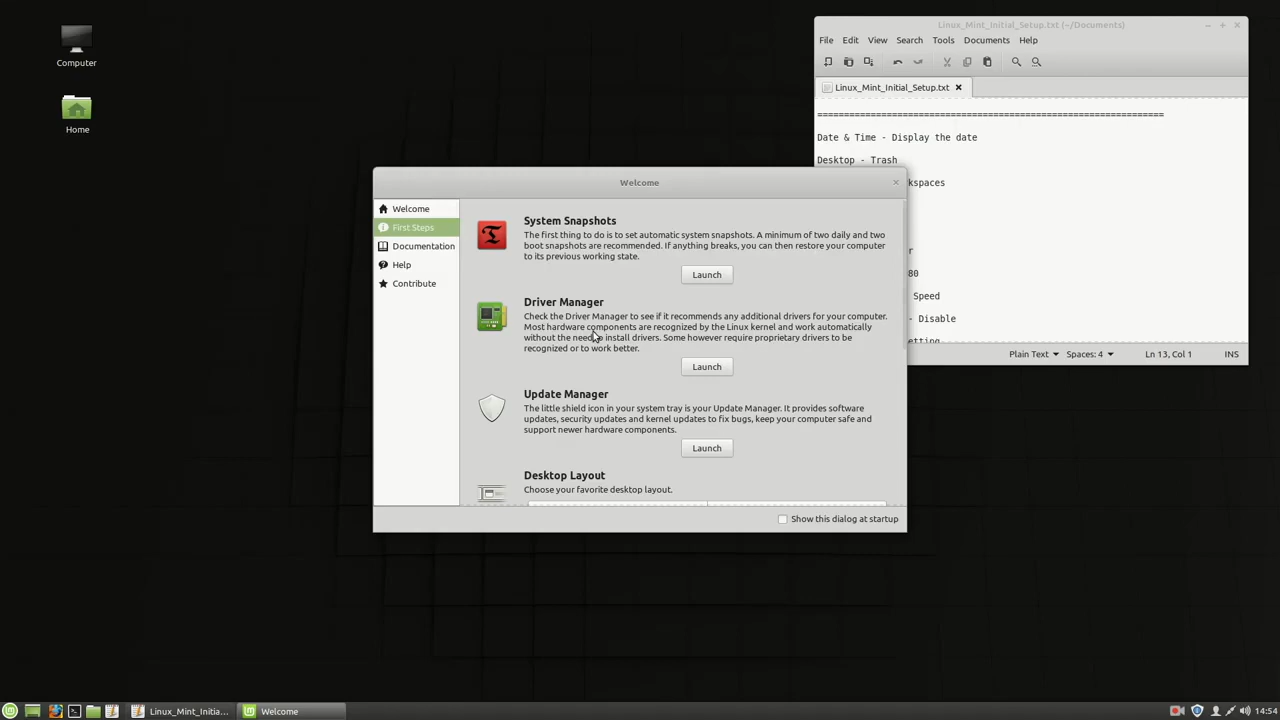 Computer
Home
Linux_Mint_Initial_Setup.txt (~/Documents)
File Edit View Search Tools Documents Help
Linux_Mint_Initial_Setup.txt
=================================================================
Date & Time - Display the date
Desktop - Trash
kspaces
r
80
Speed
- Disable
etting
Plain Text Spaces: 4 Ln 13, Col 1 INS
Welcome
Welcome
First Steps
Documentation
Help
Contribute
System Snapshots
The first thing to do is to set automatic system snapshots. A minimum of two daily and two
boot snapshots are recommended. If anything breaks, you can then restore your computer
to its previous working state.
Launch
Driver Manager
Check the Driver Manager to see if it recommends any additional drivers for your computer.
Most hardware components are recognized by the Linux kernel and work automatically
without the need to install drivers. Some however require proprietary drivers to be
recognized or to work better.
Launch
Update Manager
The little shield icon in your system tray is your Update Manager. It provides software
updates, security updates and kernel updates to fix bugs, keep your computer safe and
support newer hardware components.
Launch
Desktop Layout
Choose your favorite desktop layout.
Show this dialog at startup
Linux_Mint_Initia...
Welcome
14:54